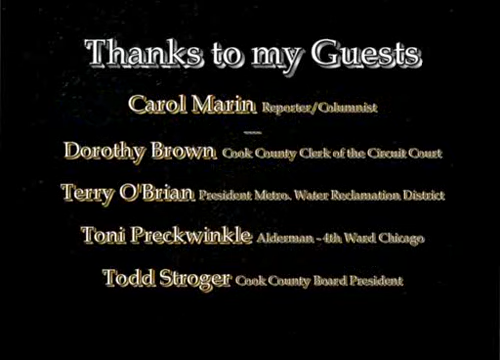 Thanks to my Guests
Carol Marin Reporter/Columnist
Dorothy Brown Cook County Clerk of the Circuit Court
Terry O'Brian President Metro. Water Reclamation District
Toni Preckwinkle Alderman - 4th Ward Chicago
Todd Stroger Cook County Board President